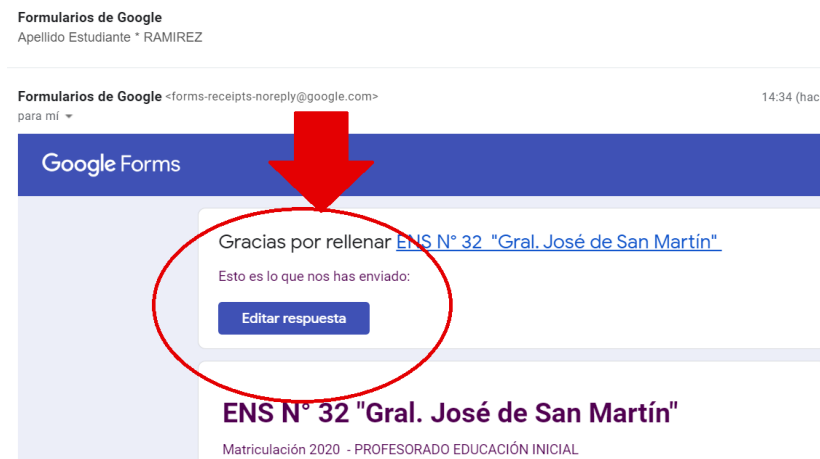 Formularios de Google
Apellido Estudiante * RAMIREZ
Formularios de Google <forms-receipts-noreply@google.com>
14:34 (hac
para mí
Google Forms
Gracias por rellenar ENS N° 32 "Gral. José de San Martín"
Esto es lo que nos has enviado:
Editar respuesta
ENS N° 32 "Gral. José de San Martín"
Matriculación 2020 - PROFESORADO EDUCACIÓN INICIAL